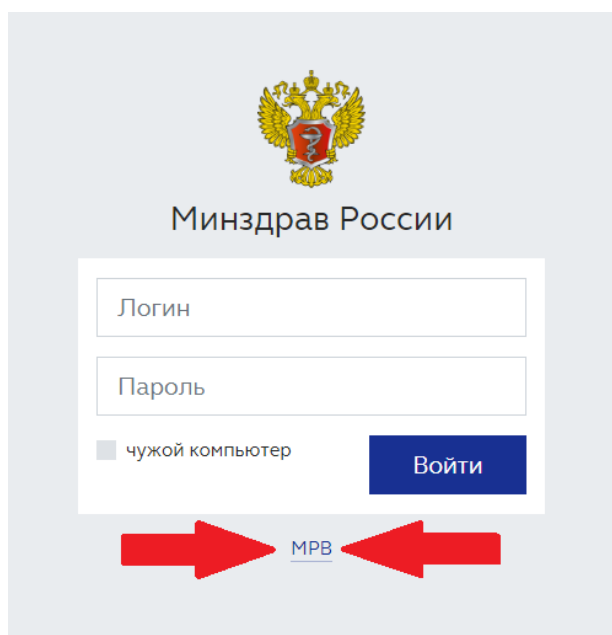 Минздрав России
Логин
Пароль
чужой компьютер
Войти
МРВ